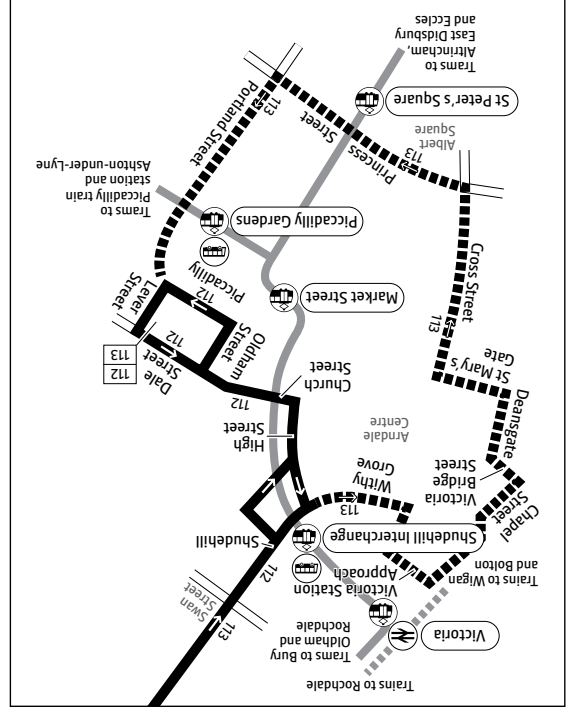 Trains to Rochdale
Victoria
Trams to Bury
Oldham and
Rochdale
113
Swan
Street
Trains to Wigan
and Bolton
Victoria Station
Approach
112
Shudehill
Shudehill Interchange
Chapel
Street
Victoria
Bridge
Street
Withy
Grove
113
Deansgate
Arndale
Centre
High
Street
St Mary's
Gate
112
Church
Street
Dale
Street
112
112
113
Oldham
Street
Lever
Street
112
Piccadilly
Cross Street
113
Market Street
Piccadilly Gardens
Trams to
Piccadilly train
station and
Ashton-under-Lyne
Albert
Square
113
Princess
Street
Portland Street
113
St Peter's Square
Trams to
Altrincham,
East Didsbury
and Eccles